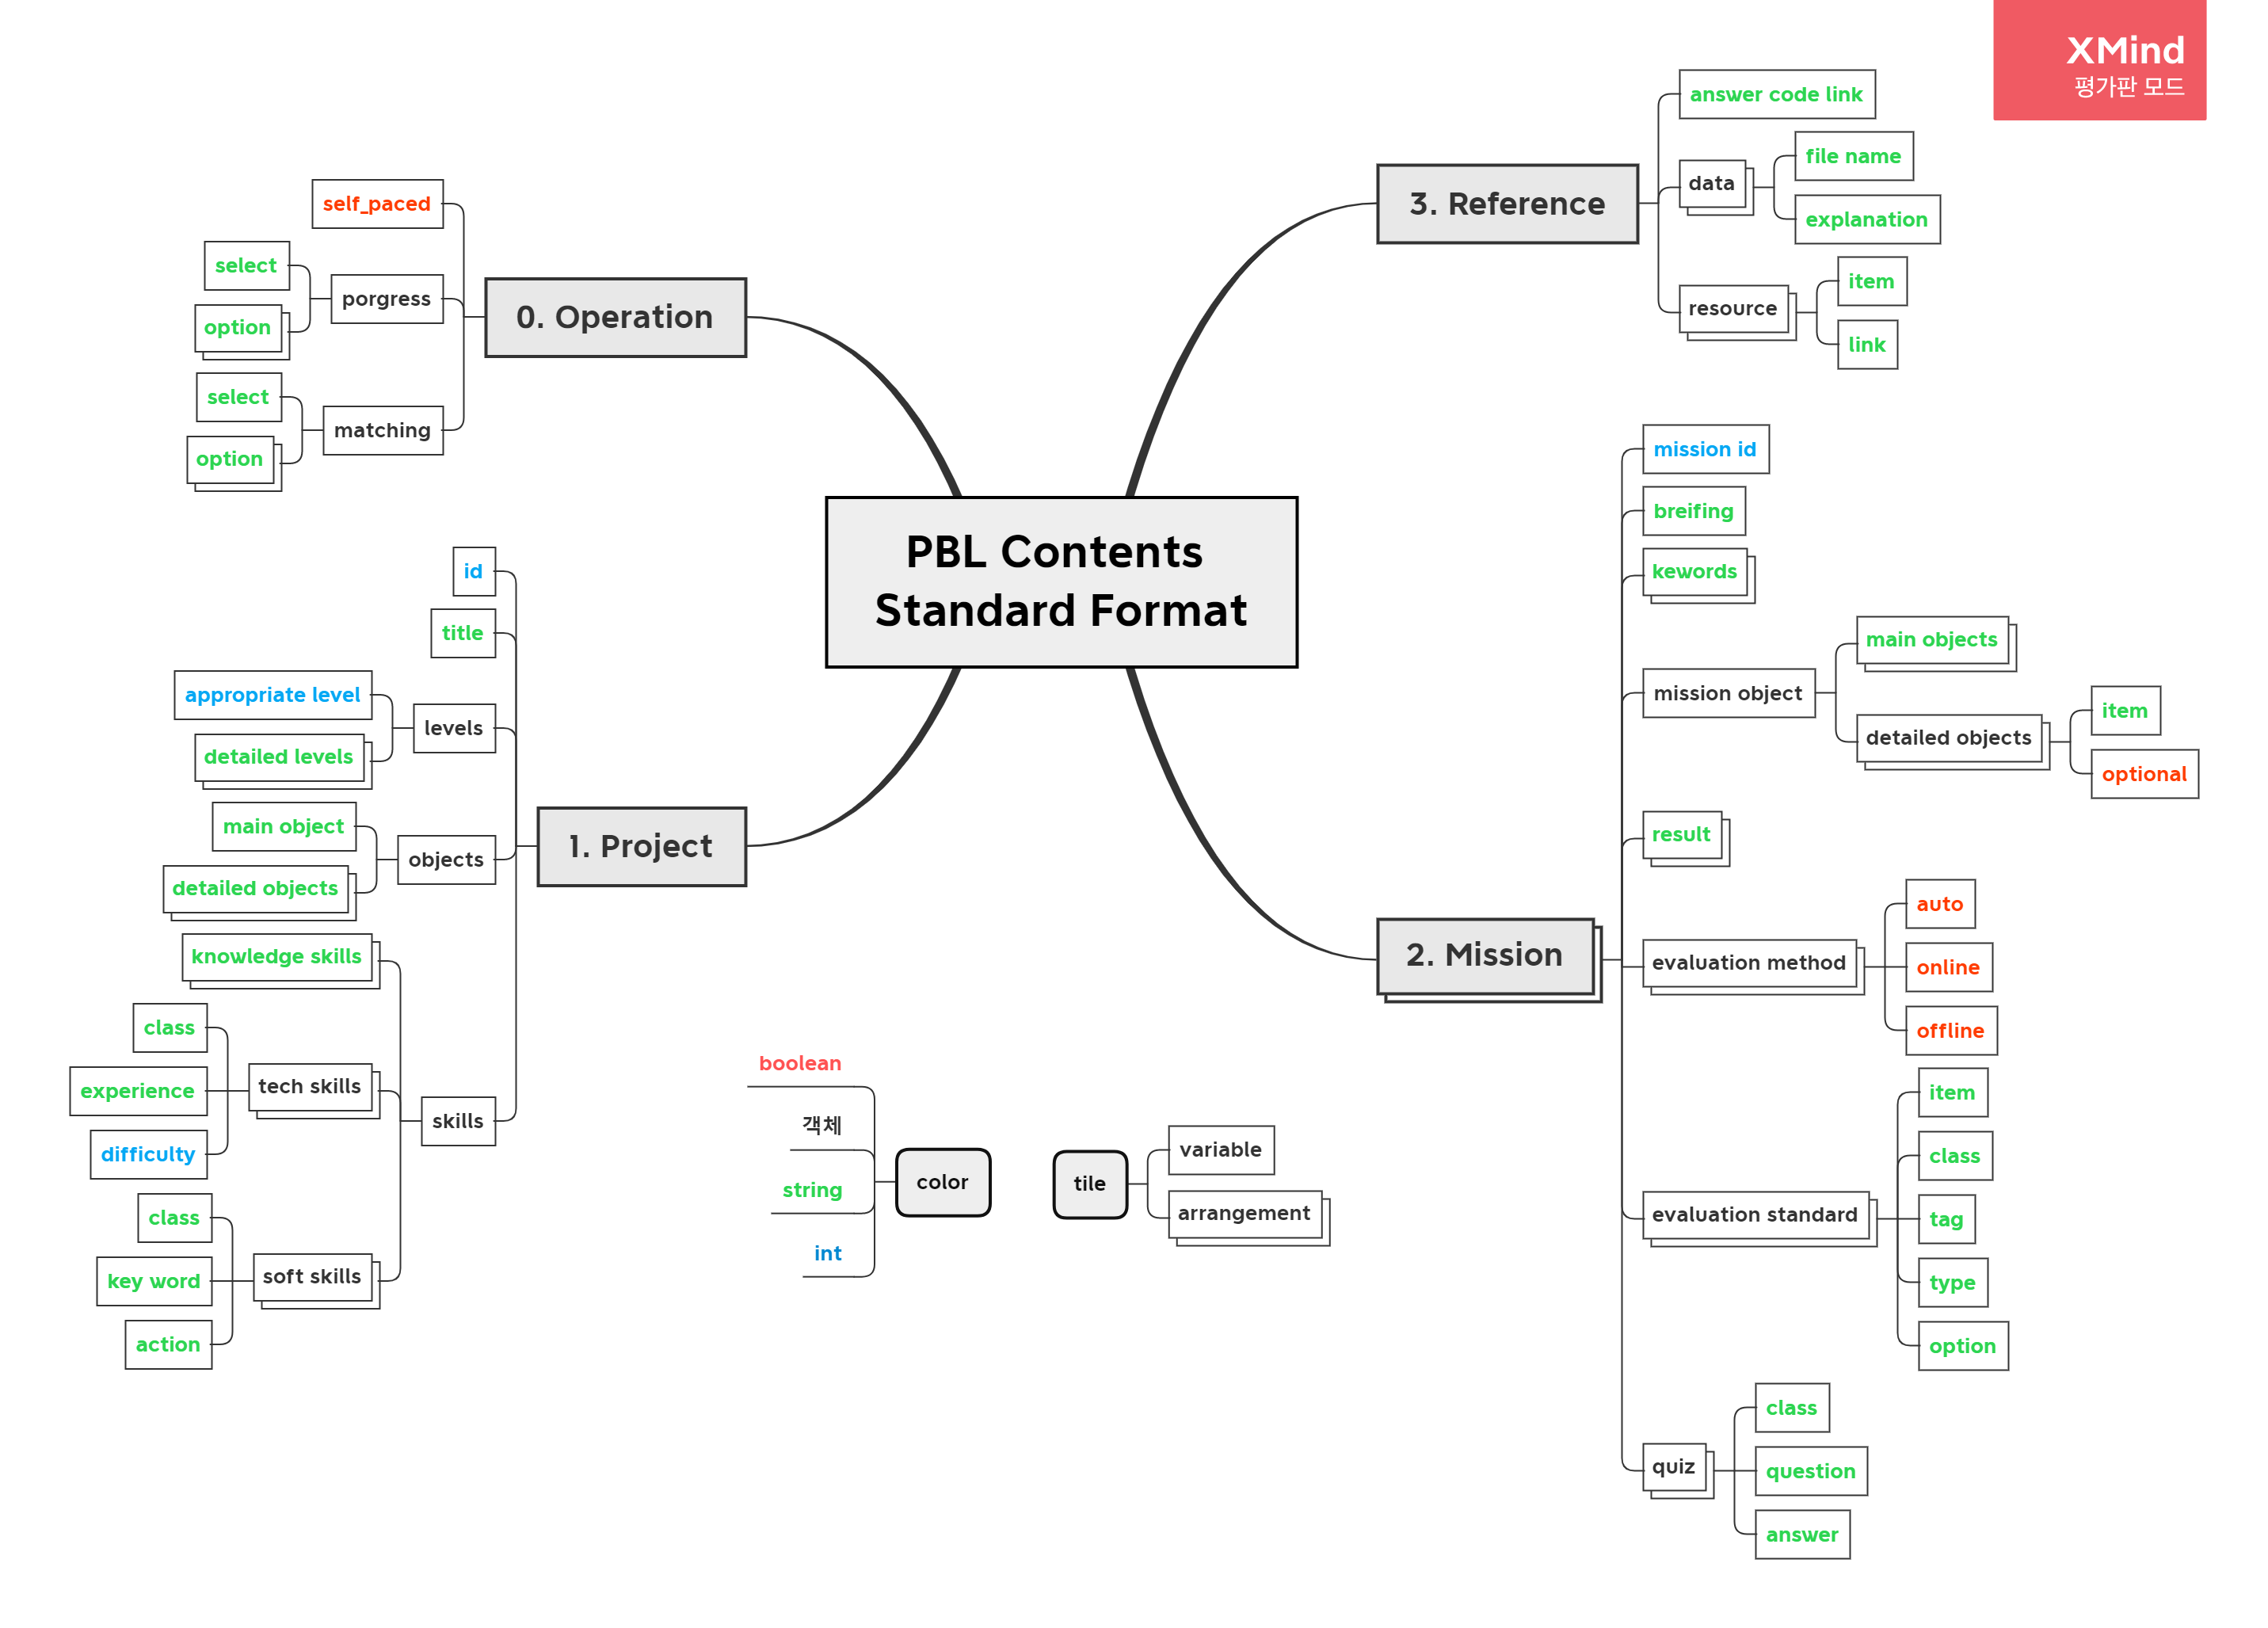 XMind
평가판 모드
PBL Contents
Standard Format
0. Operation
self_paced
porgress
select
option
matching
select
option
1. Project
id
title
levels
appropriate level
detailed levels
objects
main object
detailed objects
skills
knowledge skills
tech skills
class
experience
difficulty
soft skills
class
key word
action
3. Reference
answer code link
data
file name
explanation
resource
item
link
2. Mission
mission id
breifing
kewords
mission object
main objects
detailed objects
item
optional
result
evaluation method
auto
online
offline
evaluation standard
item
class
tag
type
option
quiz
class
question
answer
color
boolean
객체
string
int
tile
variable
arrangement